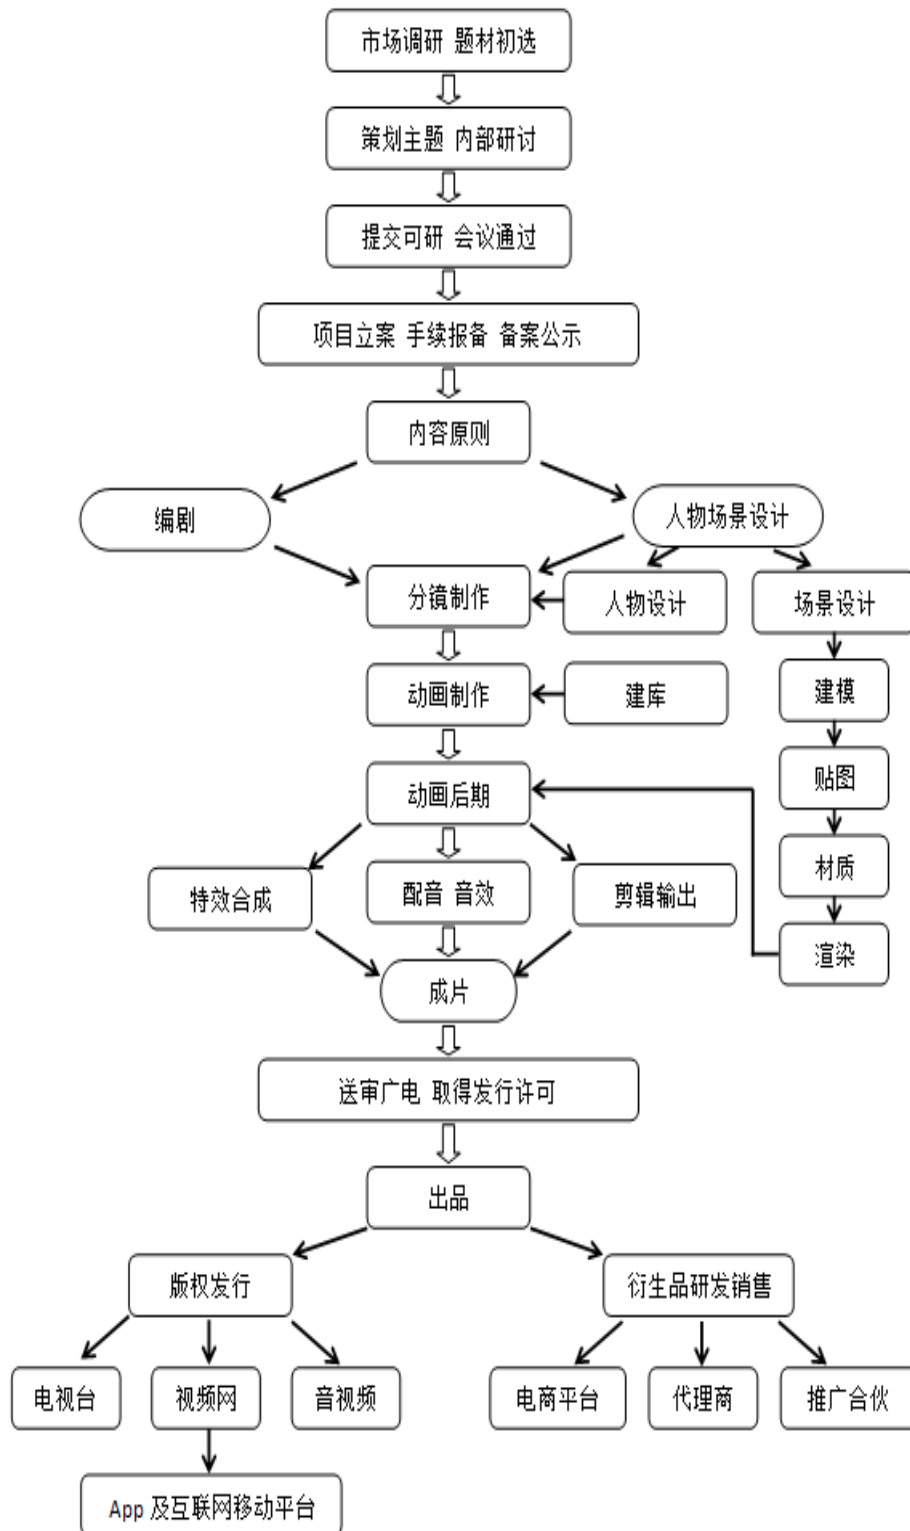 市场调研 题材初选
策划主题 内部研讨
提交可研 会议通过
项目立案 手续报备 备案公示
内容原则
编剧
人物场景设计
分镜制作
人物设计
场景设计
动画制作
建库
建模
动画后期
贴图
特效合成
配音 音效
剪辑输出
材质
渲染
成片
送审广电 取得发行许可
出品
版权发行
衍生品研发销售
电视台
视频网
音视频
电商平台
代理商
推广合伙
App 及互联网移动平台